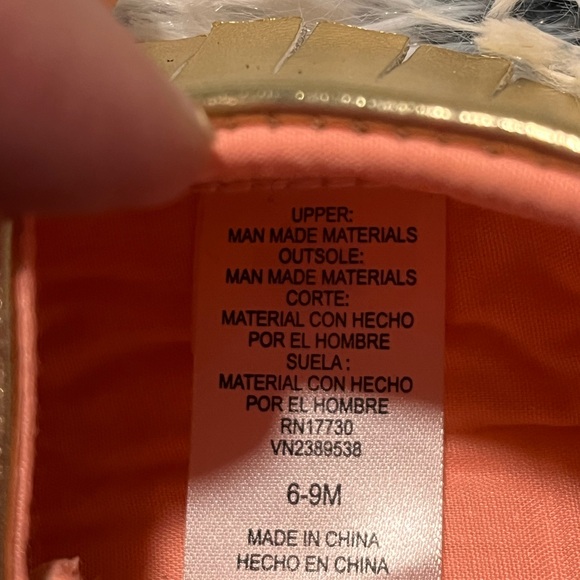 UPPER:
MAN MADE MATERIALS
OUTSOLE:
MAN MADE MATERIALS
CORTE:
MATERIAL CON HECHO
POR EL HOMBRE
SUELA:
MATERIAL CON HECHO
POR EL HOMBRE
RN17730
VN2389538
6-9M
MADE IN CHINA
HECHO EN CHINA